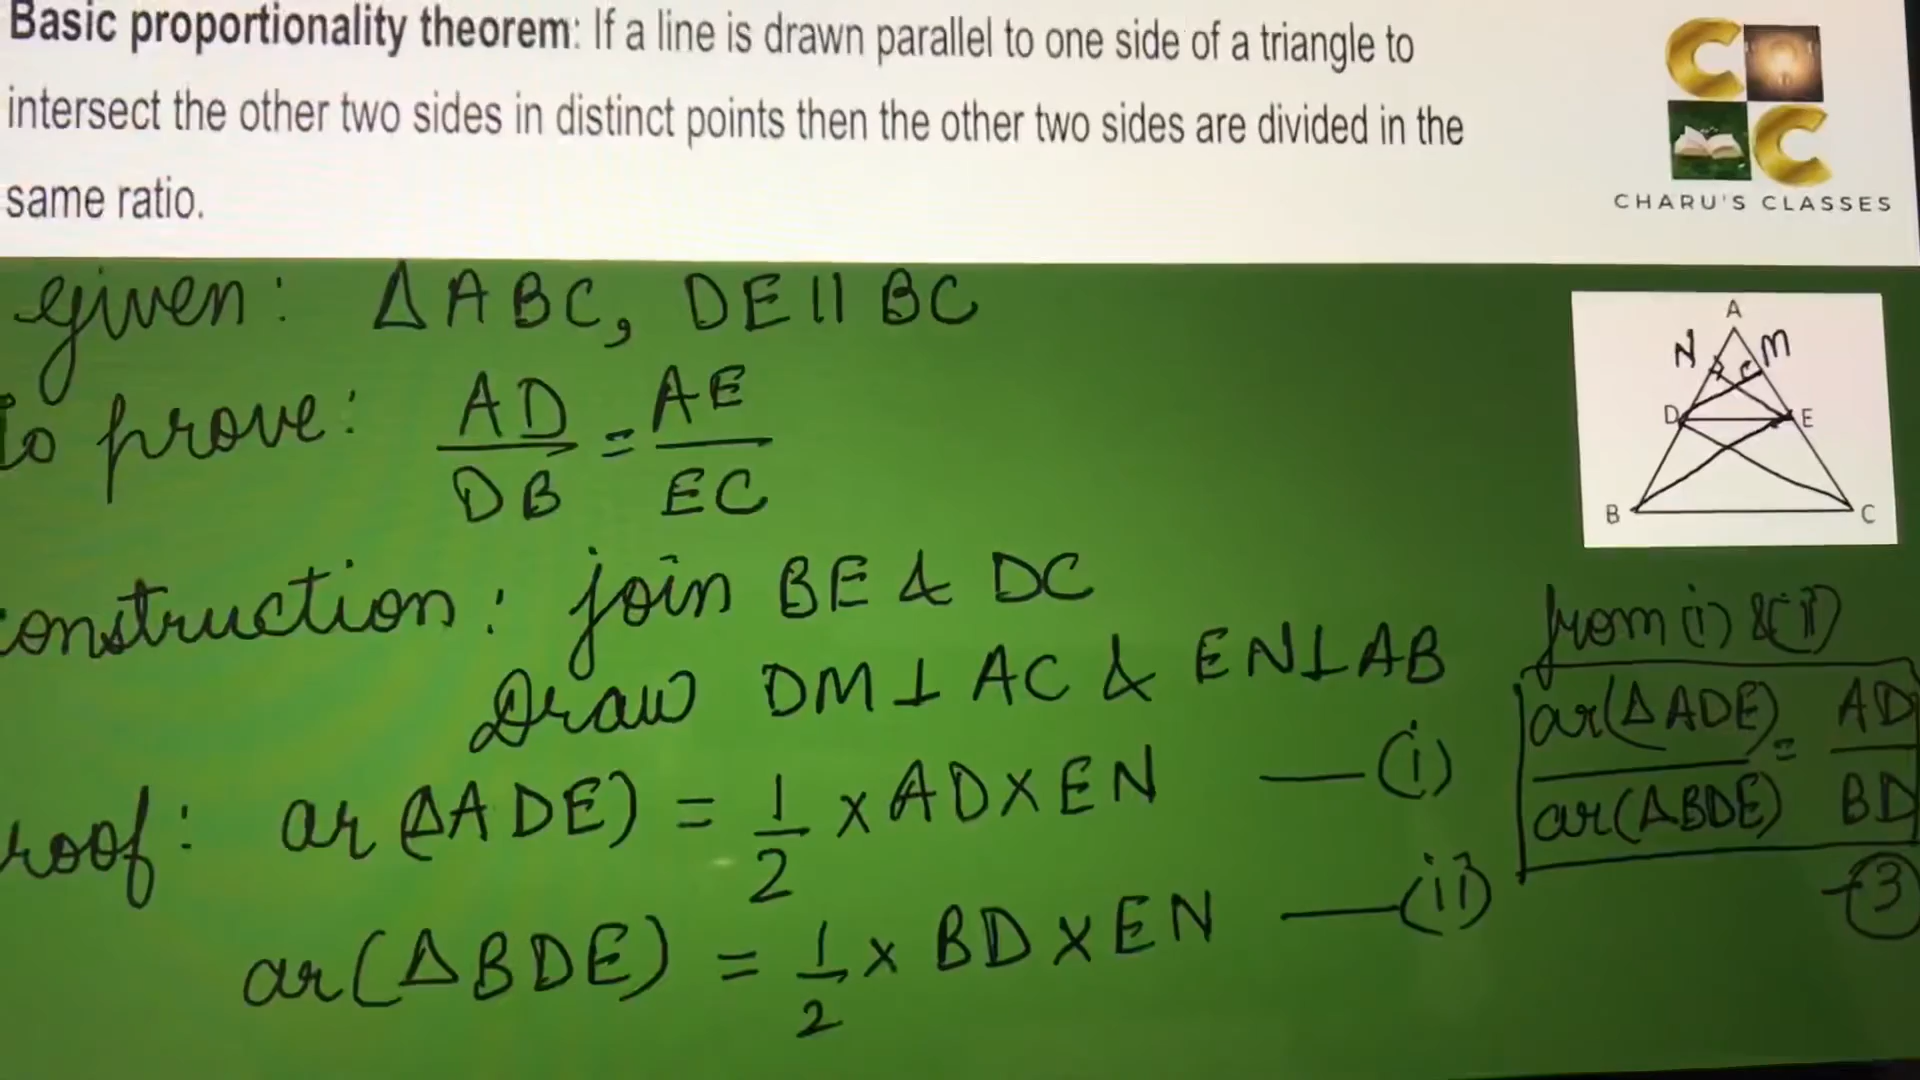 Basic proportionality theorem: If a line is drawn parallel to one side of a triangle to
intersect the other two sides in distinct points then the other two sides are divided in the
same ratio.
CHARU'S CLASSES
given: ΔABC, DE || BC
To prove: AD/DB = AE/EC
onstruction: join BE & DC
Draw DM ⊥ AC & EN ⊥ AB
roof: ar(ΔADE) = 1/2 × AD × EN —(i)
ar(ΔBDE) = 1/2 × BD × EN —(ii)
A
N M
D E
B C
from (i) & (ii)
ar(ΔADE)/ar(ΔBDE) = AD/BD
—3